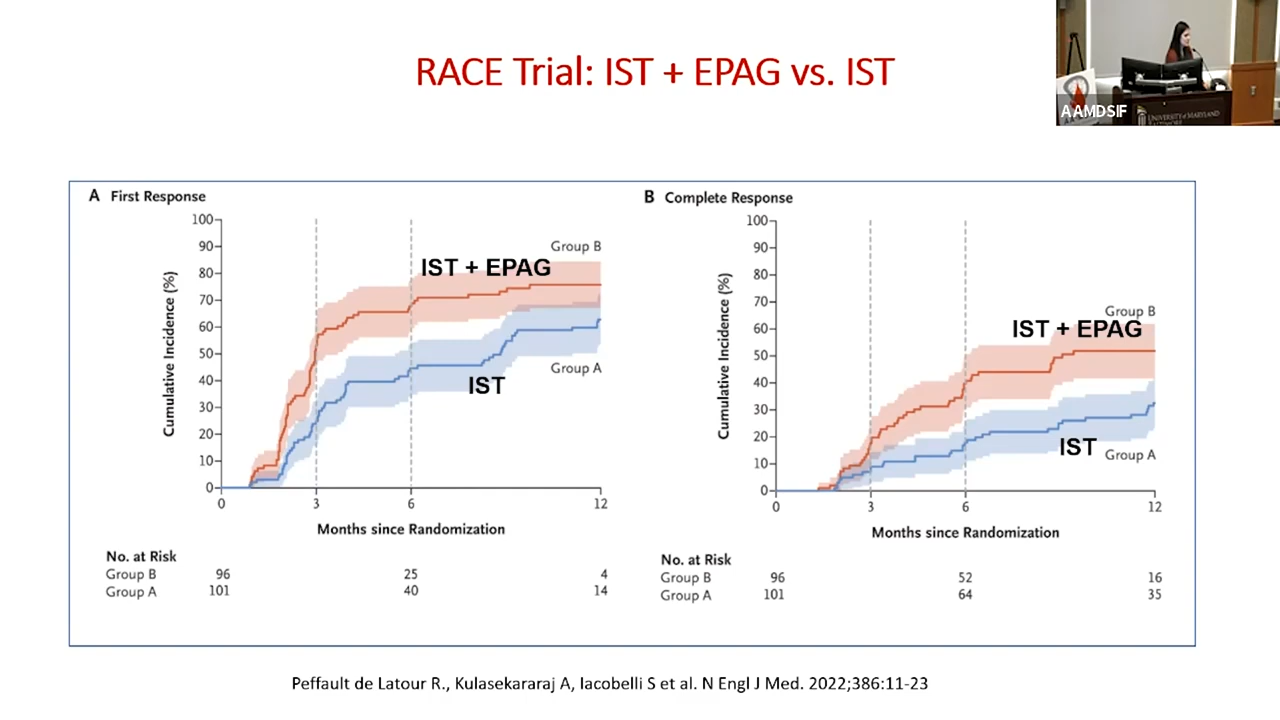 RACE Trial: IST + EPAG vs. IST
AAMDSIF
UNIVERSITY of MARYLAND
BALTIMORE
A First Response
Cumulative Incidence (%)
100
90
80
70
60
50
40
30
20
10
0
Group B
IST + EPAG
Group A
IST
0 3 6 12
Months since Randomization
No. at Risk
Group B 96 25 4
Group A 101 40 14
B Complete Response
Cumulative Incidence (%)
100
90
80
70
60
50
40
30
20
10
0
Group B
IST + EPAG
IST
Group A
0 3 6 12
Months since Randomization
No. at Risk
Group B 96 52 16
Group A 101 64 35
Peffault de Latour R., Kulasekararaj A, Iacobelli S et al. N Engl J Med. 2022;386:11-23